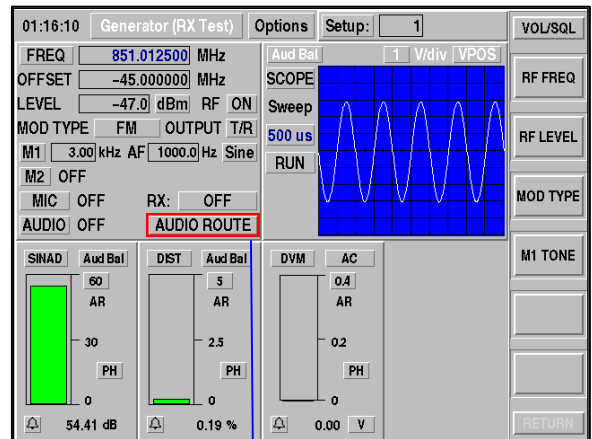 01:16:10 Generator (RX Test) Options Setup: 1
FREQ 851.012500 MHz
OFFSET -45.000000 MHz
LEVEL -47.0 dBm RF ON
MOD TYPE FM OUTPUT T/R
M1 3.00 kHz AF 1000.0 Hz Sine
M2 OFF
MIC OFF RX: OFF
AUDIO OFF AUDIO ROUTE
Aud Bal 1 V/div VPOS
SCOPE
Sweep
500 us
RUN
SINAD Aud Bal
60
AR
30
PH
0
54.41 dB
DIST Aud Bal
5
AR
2.5
PH
0
0.19 %
DVM AC
0.4
AR
0.2
PH
0
0.00 V
VOL/SQL
RF FREQ
RF LEVEL
MOD TYPE
M1 TONE
RETURN